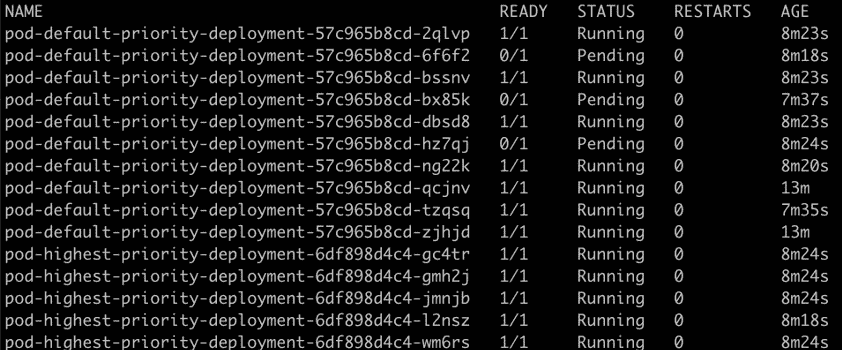 NAME READY STATUS RESTARTS AGE
pod-default-priority-deployment-57c965b8cd-2qlvp 1/1 Running 0 8m23s
pod-default-priority-deployment-57c965b8cd-6f6f2 0/1 Pending 0 8m18s
pod-default-priority-deployment-57c965b8cd-bssnv 1/1 Running 0 8m23s
pod-default-priority-deployment-57c965b8cd-bx85k 0/1 Pending 0 7m37s
pod-default-priority-deployment-57c965b8cd-dbsd8 1/1 Running 0 8m23s
pod-default-priority-deployment-57c965b8cd-hz7qj 0/1 Pending 0 8m24s
pod-default-priority-deployment-57c965b8cd-ng22k 1/1 Running 0 8m20s
pod-default-priority-deployment-57c965b8cd-qcjnv 1/1 Running 0 13m
pod-default-priority-deployment-57c965b8cd-tzqsq 1/1 Running 0 7m35s
pod-default-priority-deployment-57c965b8cd-zjhjd 1/1 Running 0 13m
pod-highest-priority-deployment-6df898d4c4-gc4tr 1/1 Running 0 8m24s
pod-highest-priority-deployment-6df898d4c4-gmh2j 1/1 Running 0 8m24s
pod-highest-priority-deployment-6df898d4c4-jmnjb 1/1 Running 0 8m24s
pod-highest-priority-deployment-6df898d4c4-l2nsz 1/1 Running 0 8m18s
pod-highest-priority-deployment-6df898d4c4-wm6rs 1/1 Running 0 8m24s